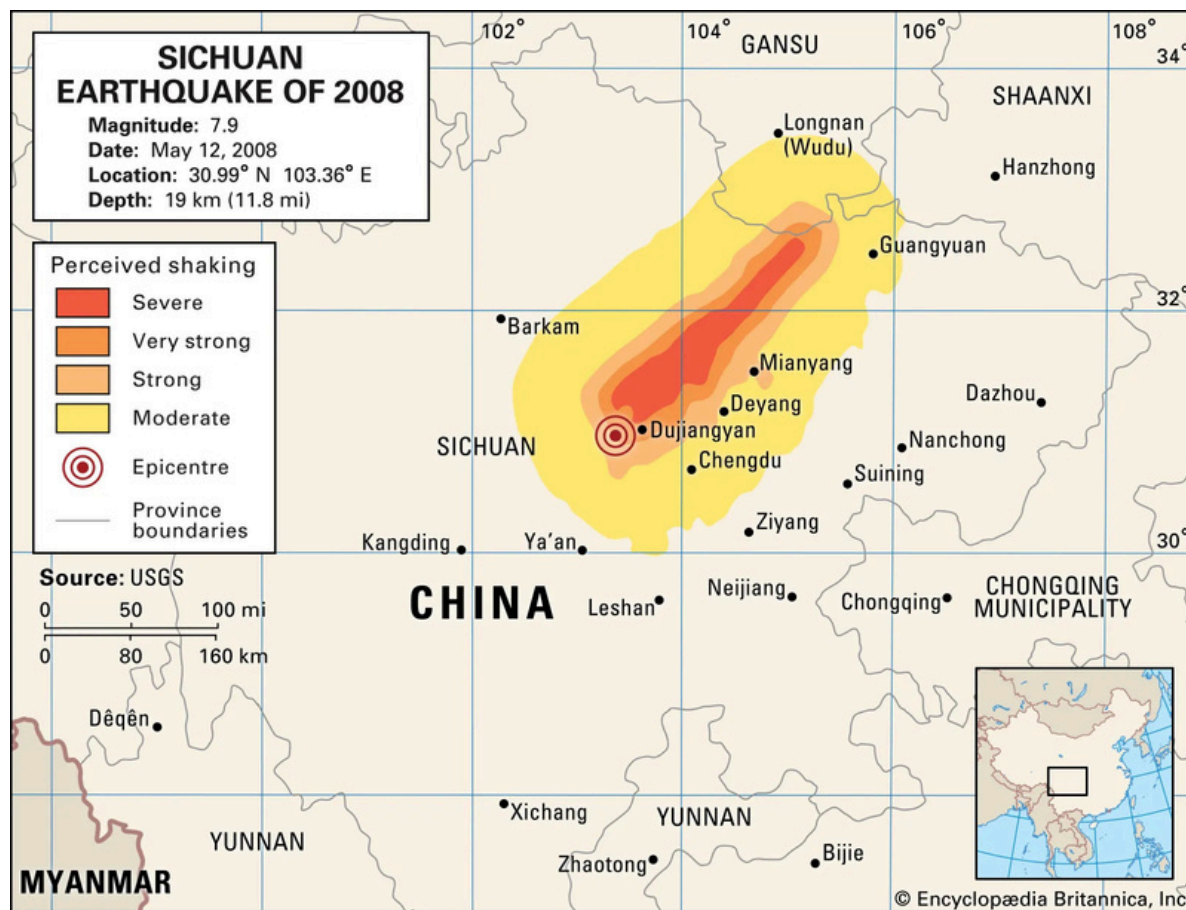 SICHUAN
EARTHQUAKE OF 2008
Magnitude: 7.9
Date: May 12, 2008
Location: 30.99° N 103.36° E
Depth: 19 km (11.8 mi)
102°
104°
106°
108°
GANSU
34°
SHAANXI
Longnan
(Wudu)
Hanzhong
Perceived shaking
Severe
Very strong
Strong
Moderate
Epicentre
Province
boundaries
Guangyuan
32°
Barkam
Mianyang
Dazhou
Deyang
Dujiangyan
SICHUAN
Nanchong
Chengdu
Suining
Ziyang
Kangding
Ya'an
30°
Source: USGS
0 50 100 mi
0 80 160 km
CHINA
Leshan
Neijiang
Chongqing
CHONGQING
MUNICIPALITY
Dêqên
Xichang
YUNNAN
YUNNAN
Zhaotong
Bijie
MYANMAR
© Encyclopædia Britannica, Inc